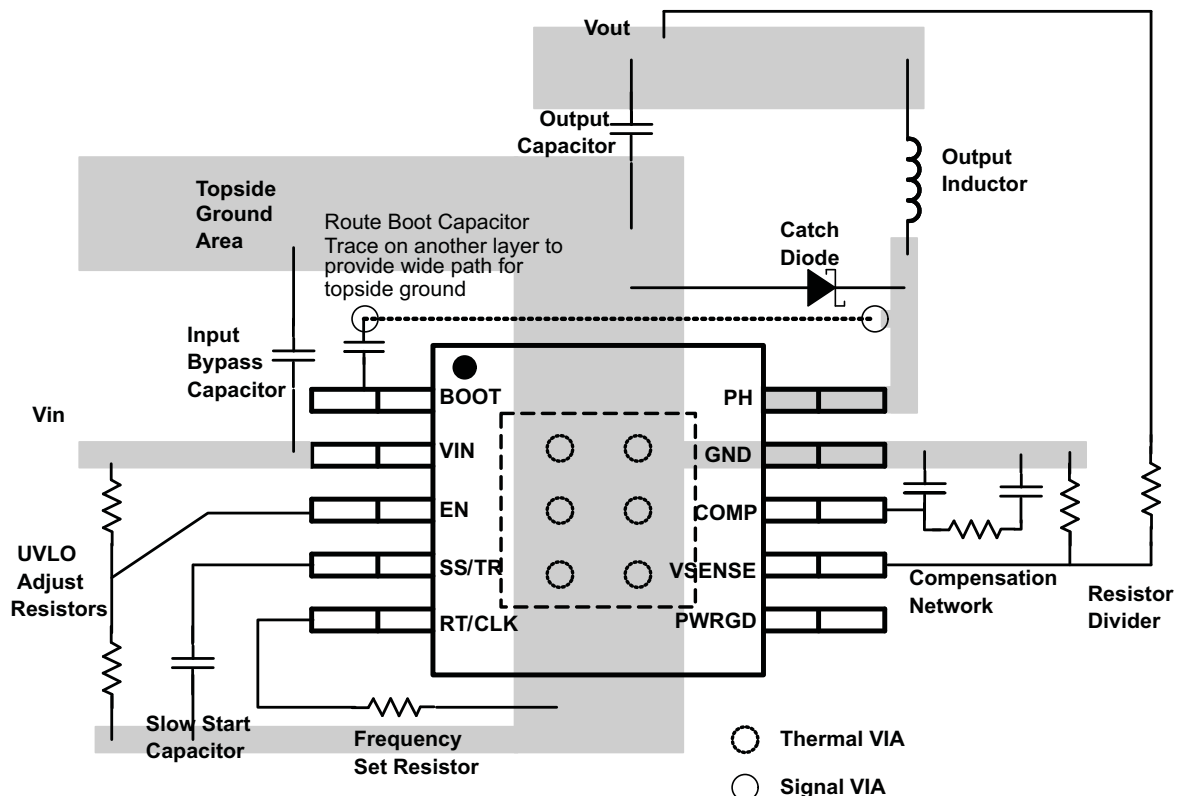 Vout
Output
Capacitor
Output
Inductor
Topside
Ground
Area
Route Boot Capacitor
Trace on another layer to
provide wide path for
topside ground
Catch
Diode
Input
Bypass
Capacitor
Vin
BOOT
VIN
EN
SS/TR
RT/CLK
PH
GND
COMP
VSENSE
PWRGD
UVLO
Adjust
Resistors
Compensation
Network
Resistor
Divider
Slow Start
Capacitor
Frequency
Set Resistor
Thermal VIA
Signal VIA